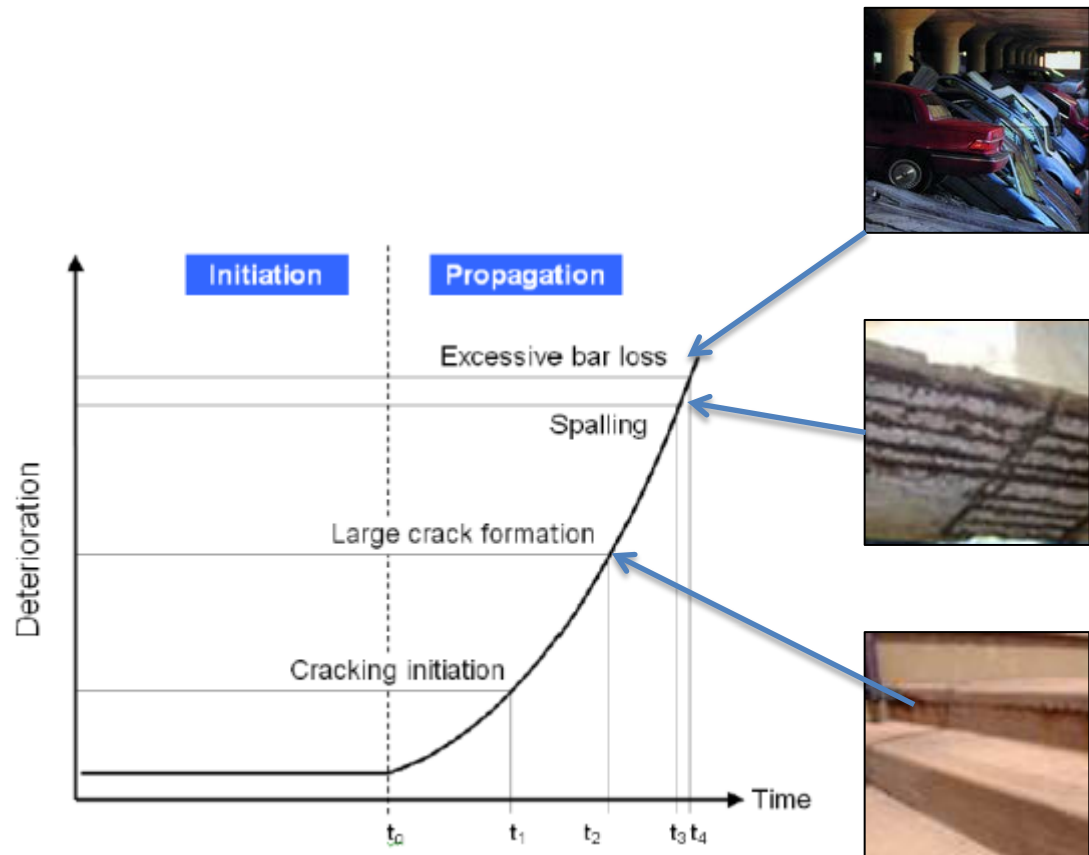 Initiation
Propagation
Excessive bar loss
Spalling
Large crack formation
Cracking initiation
Deterioration
Time
t₀
t₁
t₂
t₃
t₄